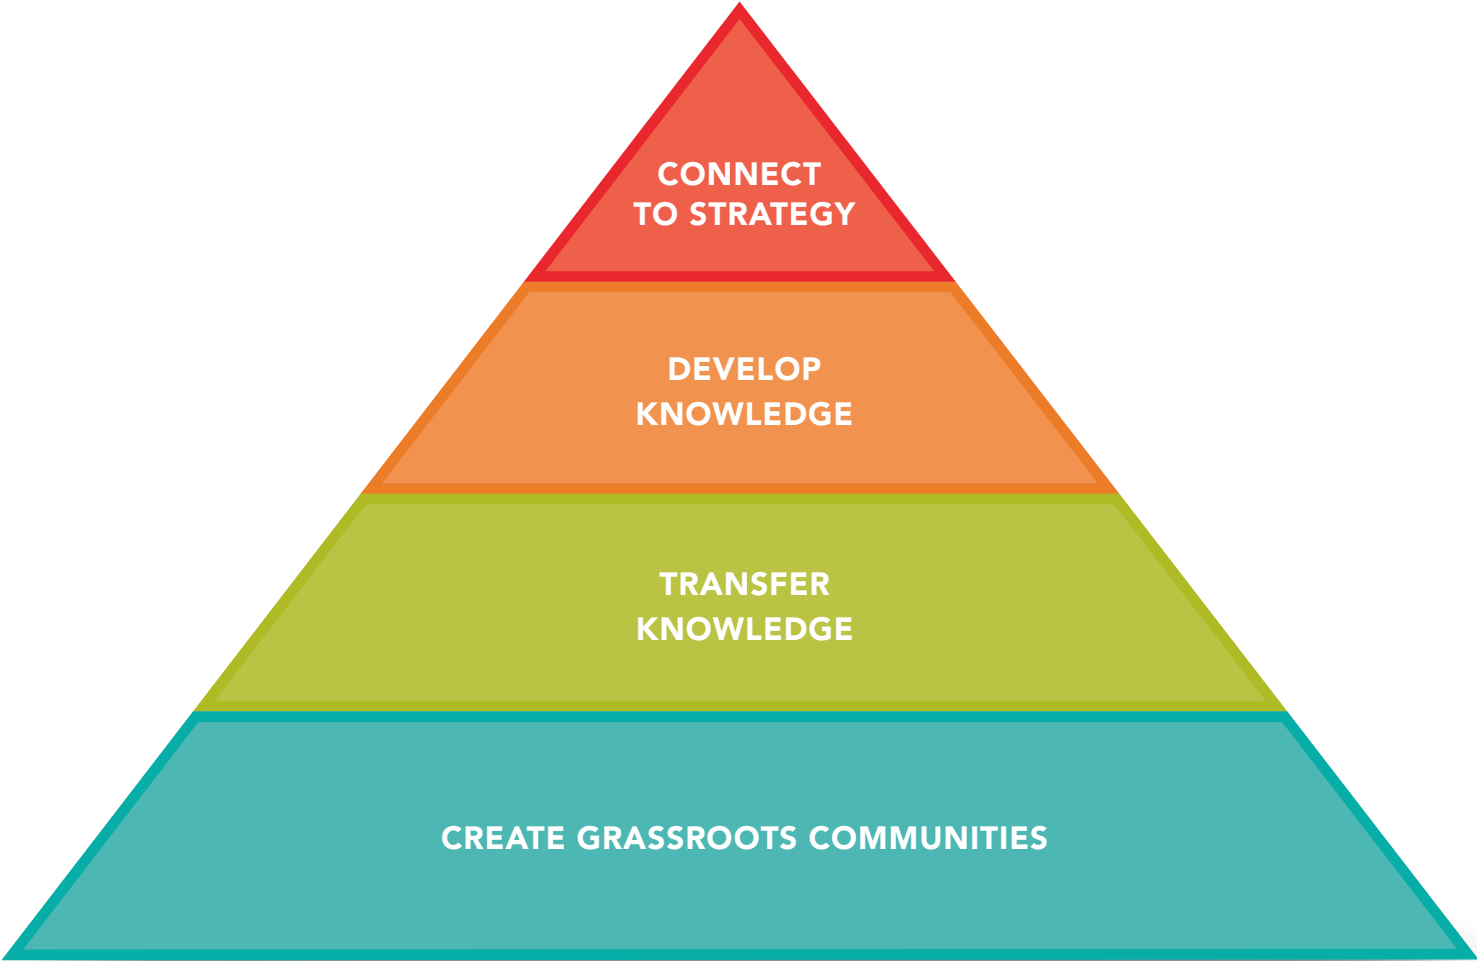 CONNECT
TO STRATEGY
DEVELOP
KNOWLEDGE
TRANSFER
KNOWLEDGE
CREATE GRASSROOTS COMMUNITIES